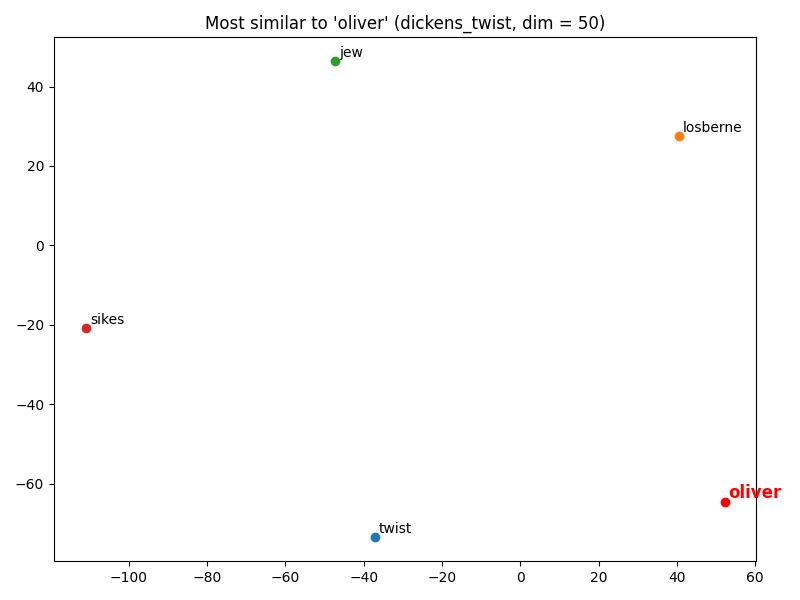 Most similar to 'oliver' (dickens_twist, dim = 50)
jew
40
losberne
20
0
sikes
−20
−40
−60
oliver
twist
−100 −80 −60 −40 −20 0 20 40 60